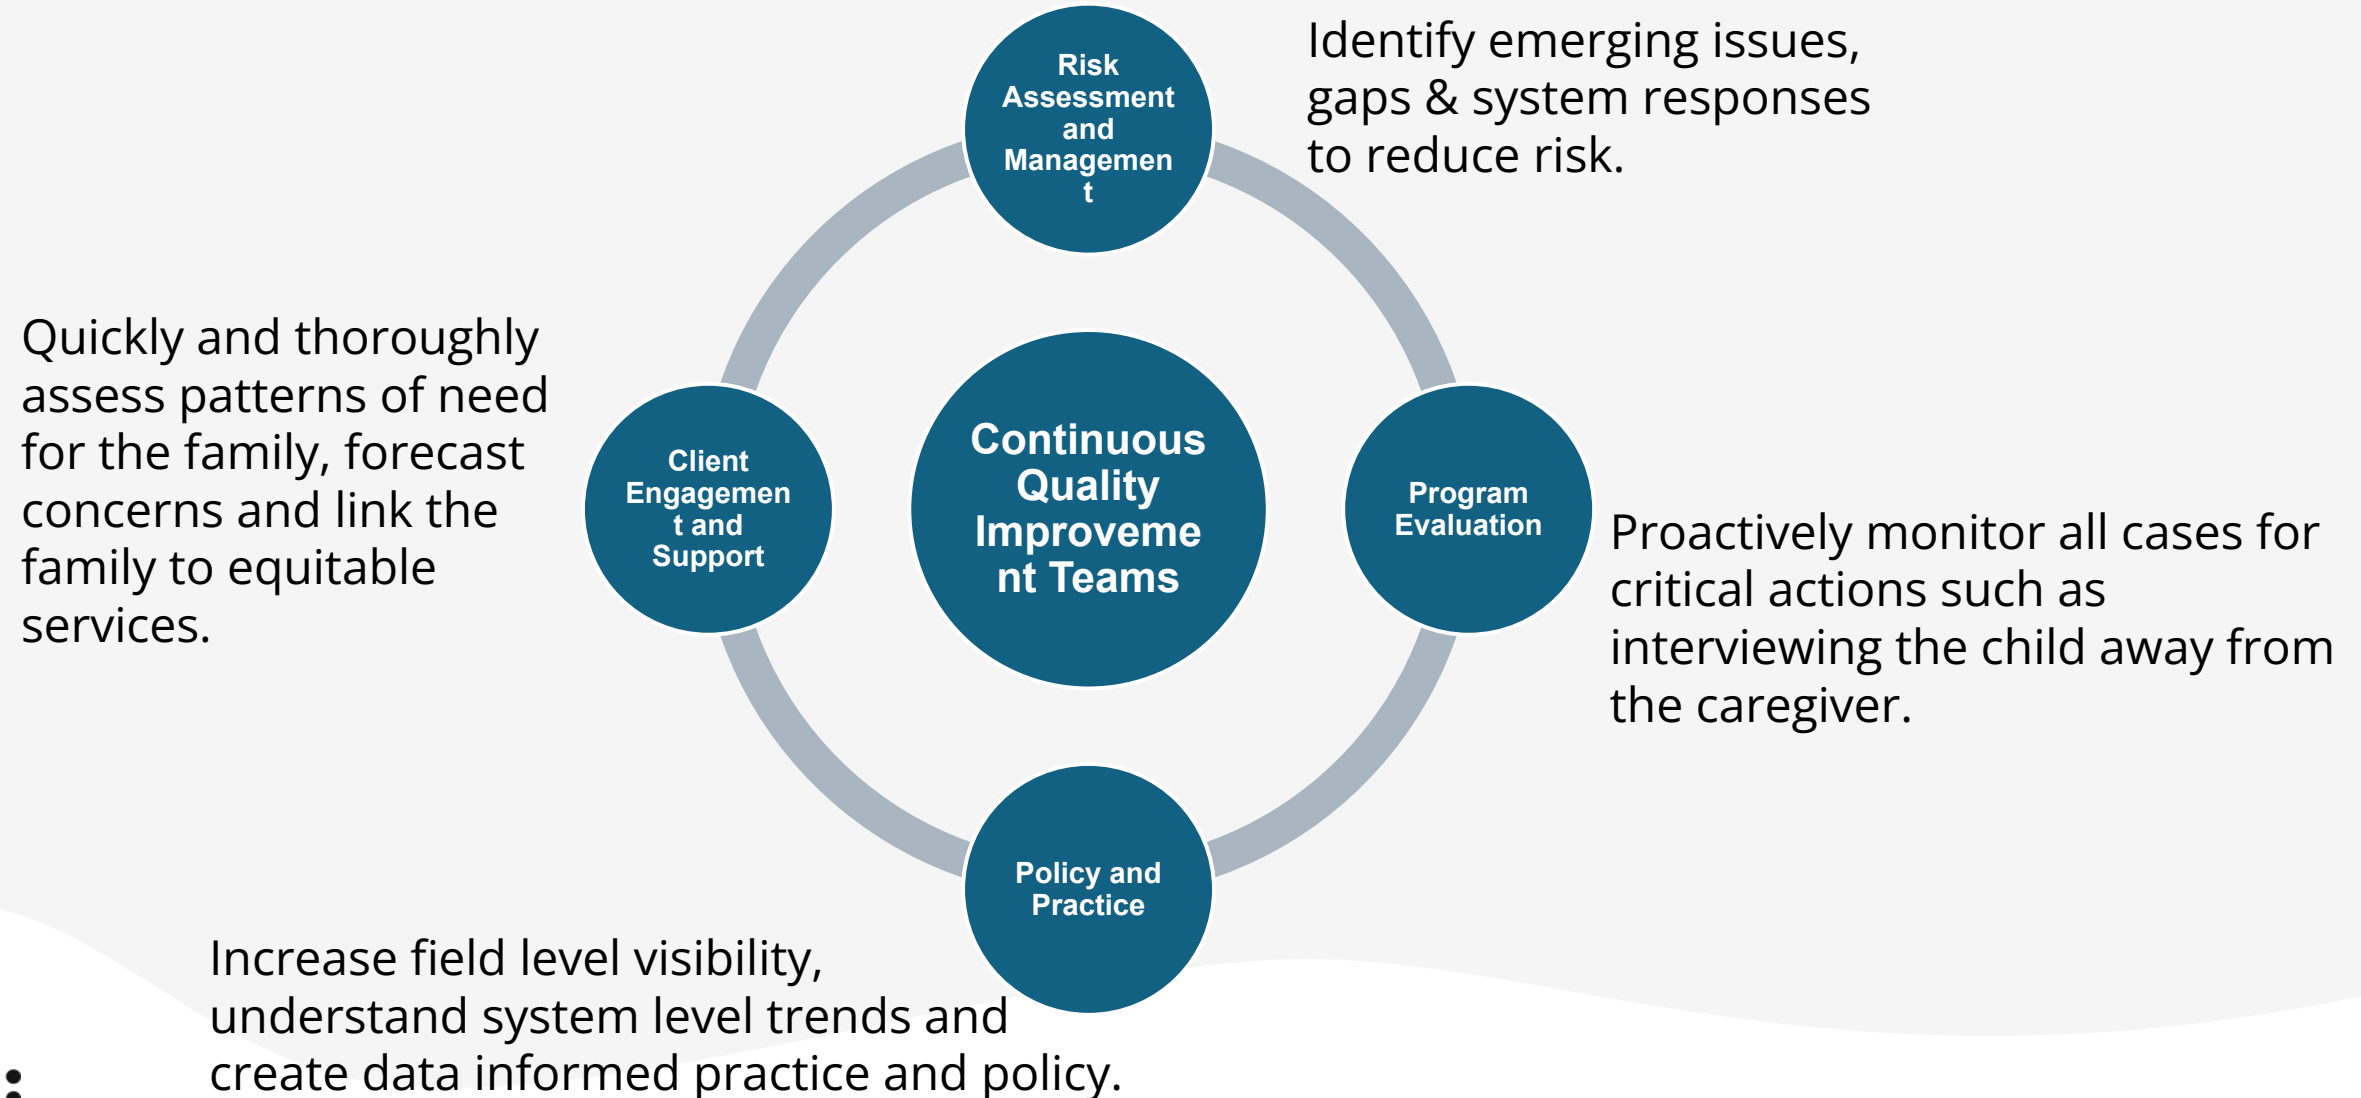 Risk
Assessment
and
Managemen
t
Identify emerging issues,
gaps & system responses
to reduce risk.
Quickly and thoroughly
assess patterns of need
for the family, forecast
concerns and link the
family to equitable
services.
Client
Engagemen
t and
Support
Continuous
Quality
Improveme
nt Teams
Program
Evaluation
Proactively monitor all cases for
critical actions such as
interviewing the child away from
the caregiver.
Policy and
Practice
Increase field level visibility,
understand system level trends and
create data informed practice and policy.